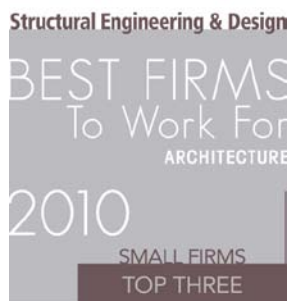 Structural Engineering & Design
BEST FIRMS
To Work For
ARCHITECTURE
2010
SMALL FIRMS
TOP THREE